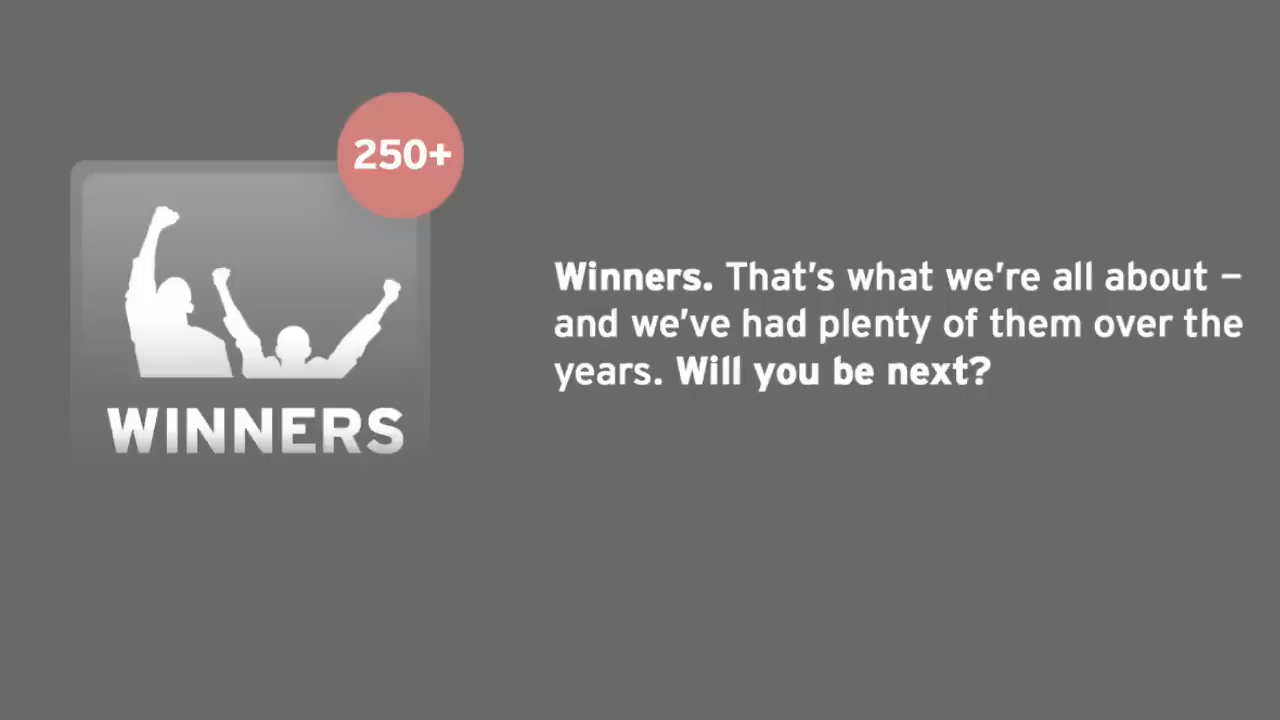 250+
WINNERS
Winners. That's what we're all about –
and we've had plenty of them over the
years. Will you be next?